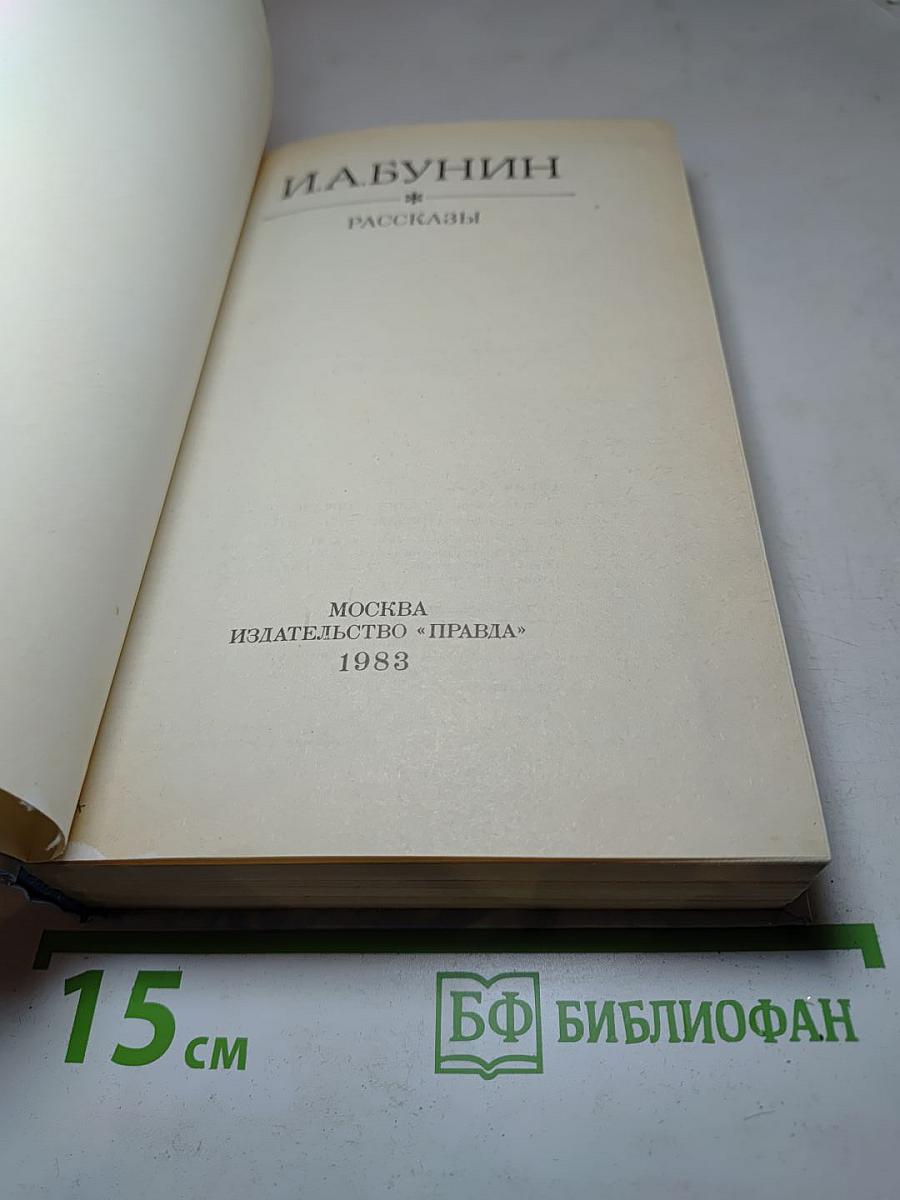 И.А.БУНИН
*
РАССКАЗЫ
МОСКВА
ИЗДАТЕЛЬСТВО «ПРАВДА»
1983
15 см
БФ БИБЛИОФАН